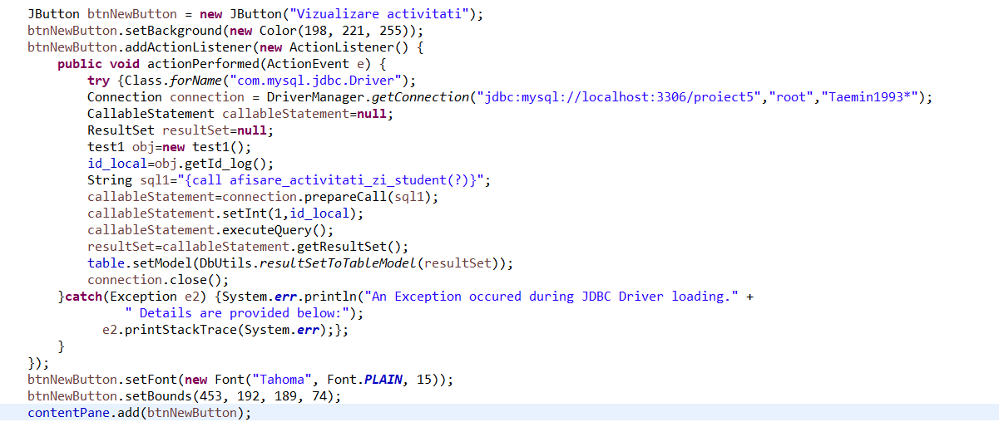 JButton btnNewButton = new JButton("Vizualizare activitati");
btnNewButton.setBackground(new Color(198, 221, 255));
btnNewButton.addActionListener(new ActionListener() {
public void actionPerformed(ActionEvent e) {
try {Class.forName("com.mysql.jdbc.Driver");
Connection connection = DriverManager.getConnection("jdbc:mysql://localhost:3306/proiect5","root","Taemin1993*");
CallableStatement callableStatement=null;
ResultSet resultSet=null;
test1 obj=new test1();
id_local=obj.getId_log();
String sql1="{call afisare_activitati_zi_student(?)}";
callableStatement=connection.prepareCall(sql1);
callableStatement.setInt(1,id_local);
callableStatement.executeQuery();
resultSet=callableStatement.getResultSet();
table.setModel(DbUtils.resultSetToTableModel(resultSet));
connection.close();
}catch(Exception e2) {System.err.println("An Exception occured during JDBC Driver loading." +
" Details are provided below:");
e2.printStackTrace(System.err);};
}
});
btnNewButton.setFont(new Font("Tahoma", Font.PLAIN, 15));
btnNewButton.setBounds(453, 192, 189, 74);
contentPane.add(btnNewButton);